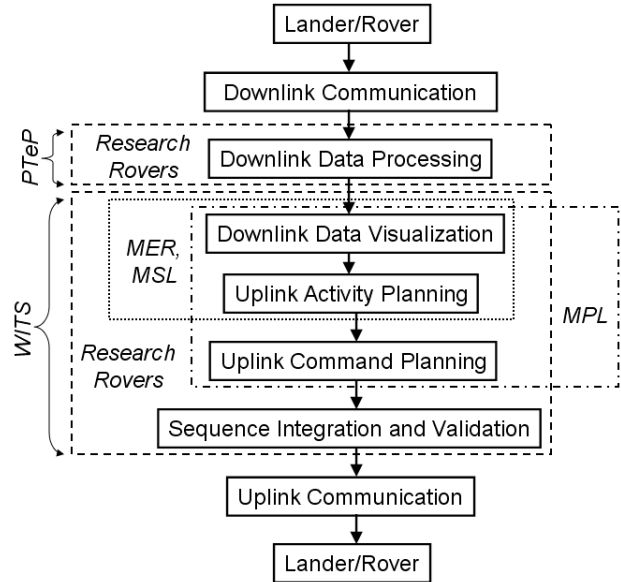 Lander/Rover
Downlink Communication
PTeP
Research
Rovers
Downlink Data Processing
WITS
MER,
MSL
Downlink Data Visualization
Uplink Activity Planning
MPL
Research
Rovers
Uplink Command Planning
Sequence Integration and Validation
Uplink Communication
Lander/Rover